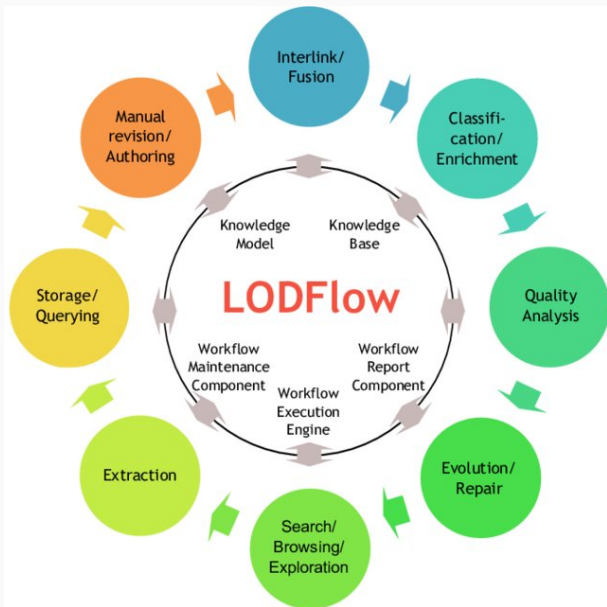 Interlink/
Fusion
Classifi-
cation/
Enrichment
Quality
Analysis
Evolution/
Repair
Search/
Browsing/
Exploration
Extraction
Storage/
Querying
Manual
revision/
Authoring
Knowledge
Model
Knowledge
Base
LODFlow
Workflow
Maintenance
Component
Workflow
Execution
Engine
Workflow
Report
Component